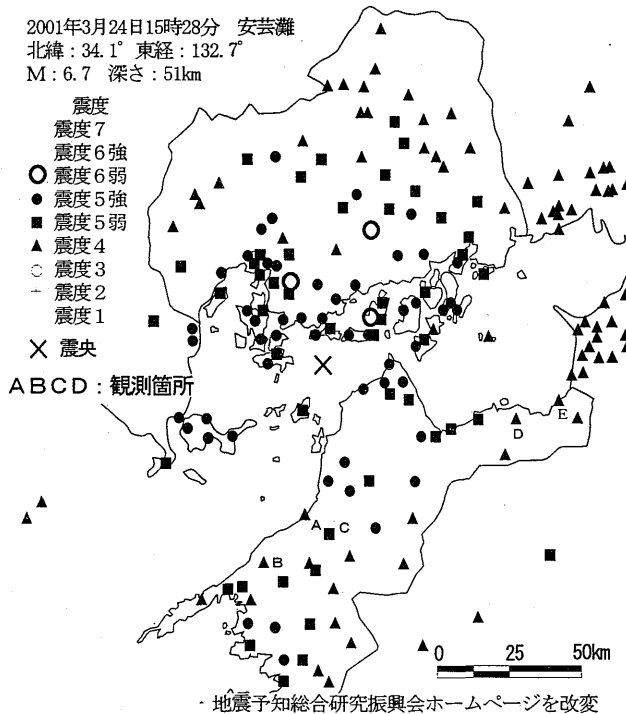 2001年3月24日15時28分　安芸灘
北緯：34.1° 東経：132.7°
M：6.7　深さ：51km
震度
震度7
震度6強
震度6弱
震度5強
震度5弱
震度4
震度3
震度2
震度1
震央
ABCD：観測箇所
E
D
A C
B
0 25 50km
地震予知総合研究振興会ホームページを改変